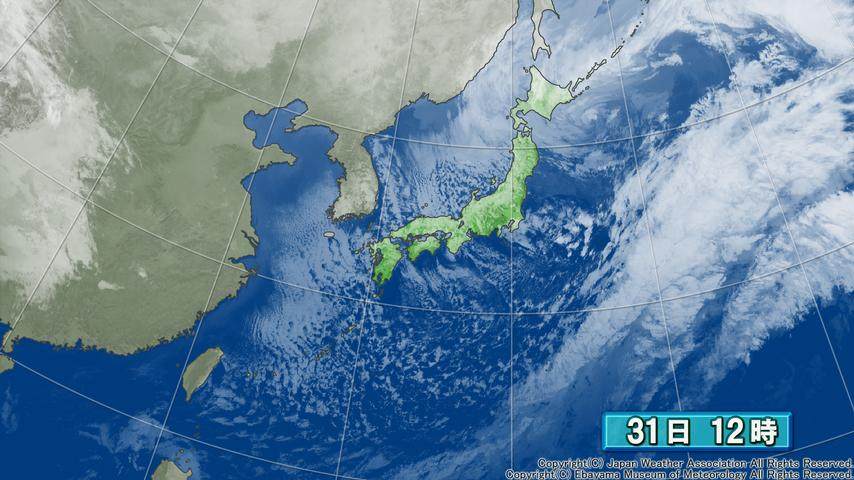 31日 12時
Copyright(C) Japan Weather Association All Rights Reserved.
Copyright(C) Ebayama Museum of Meteorology All Rights Reserved.